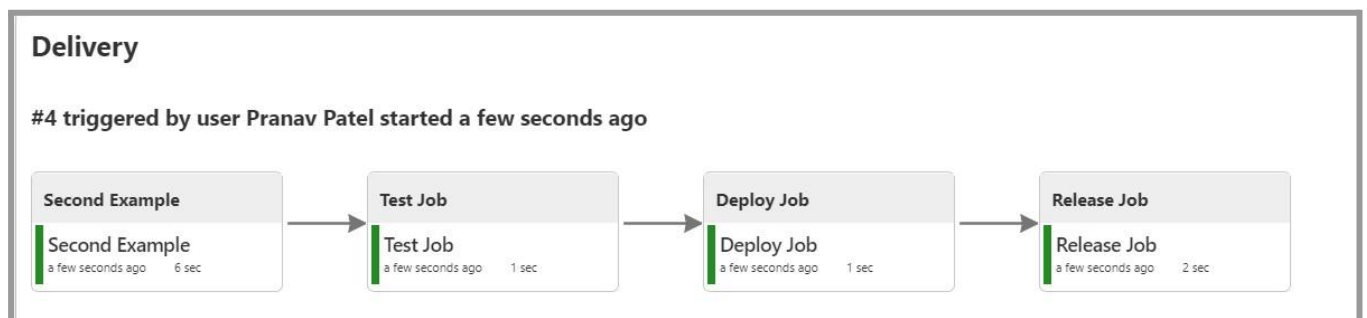 Delivery
#4 triggered by user Pranav Patel started a few seconds ago
Second Example
Second Example
a few seconds ago 6 sec
Test Job
Test Job
a few seconds ago 1 sec
Deploy Job
Deploy Job
a few seconds ago 1 sec
Release Job
Release Job
a few seconds ago 2 sec